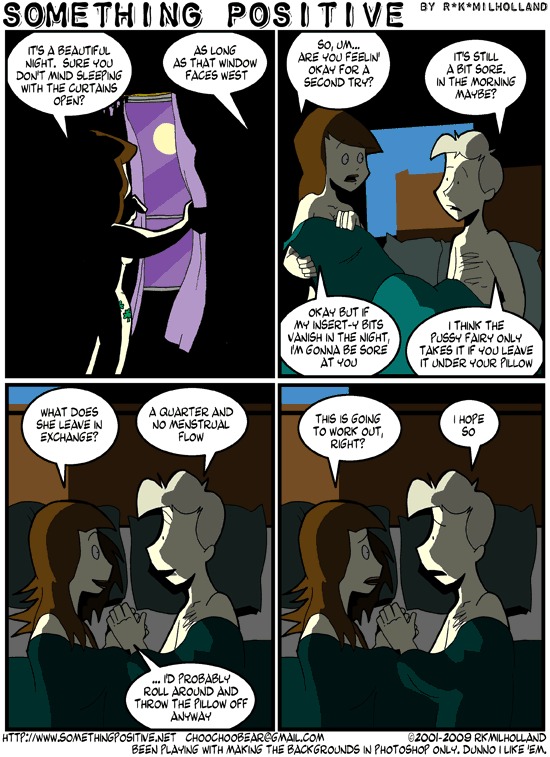 SOMETHING POSITIVE
BY R*K*MILHOLLAND
IT'S A BEAUTIFUL
NIGHT. SURE YOU
DON'T MIND SLEEPING
WITH THE CURTAINS
OPEN?
AS LONG
AS THAT WINDOW
FACES WEST
SO, UM...
ARE YOU FEELIN'
OKAY FOR A
SECOND TRY?
IT'S STILL
A BIT SORE.
IN THE MORNING
MAYBE?
OKAY BUT IF
MY INSERT-Y BITS
VANISH IN THE NIGHT,
I'M GONNA BE SORE
AT YOU
I THINK THE
PUSSY FAIRY ONLY
TAKES IT IF YOU LEAVE
IT UNDER YOUR PILLOW
WHAT DOES
SHE LEAVE IN
EXCHANGE?
A QUARTER AND
NO MENSTRUAL
FLOW
... I'D PROBABLY
ROLL AROUND AND
THROW THE PILLOW OFF
ANYWAY
THIS IS GOING
TO WORK OUT,
RIGHT?
I HOPE
SO
HTTP://WWW.SOMETHINGPOSITIVE.NET CHOOCHOOBEAR@GMAIL.COM ©2001-2009 RKMILHOLLAND
BEEN PLAYING WITH MAKING THE BACKGROUNDS IN PHOTOSHOP ONLY. DUNNO I LIKE 'EM.